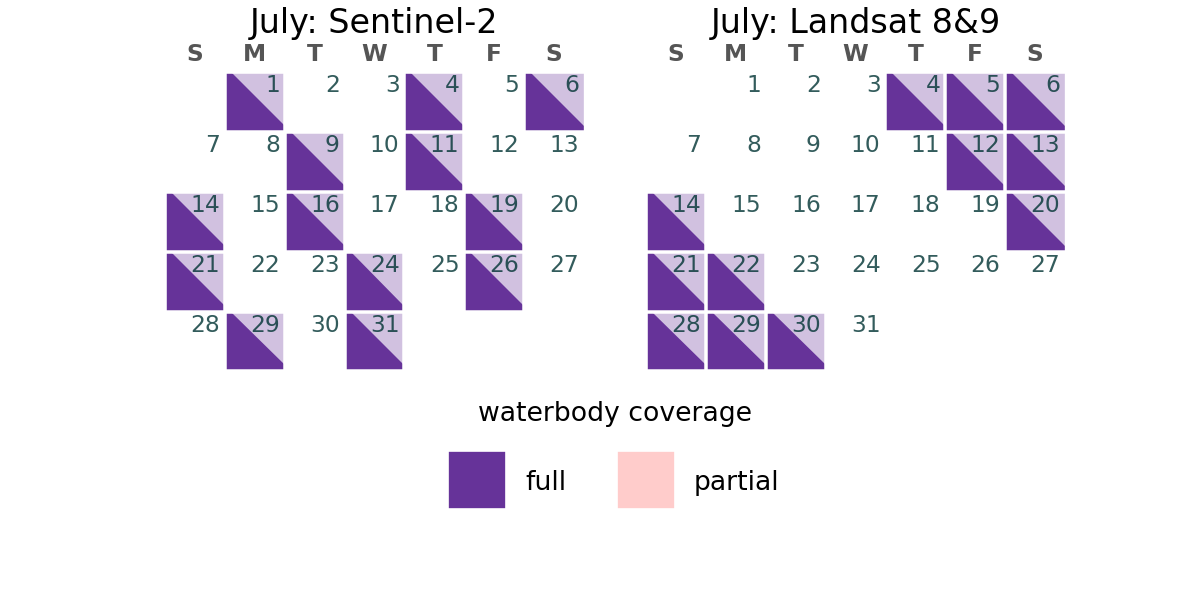 July: Sentinel-2
S M T W T F S
1 2 3 4 5 6
7 8 9 10 11 12 13
14 15 16 17 18 19 20
21 22 23 24 25 26 27
28 29 30 31
July: Landsat 8&9
S M T W T F S
1 2 3 4 5 6
7 8 9 10 11 12 13
14 15 16 17 18 19 20
21 22 23 24 25 26 27
28 29 30 31
waterbody coverage
full partial